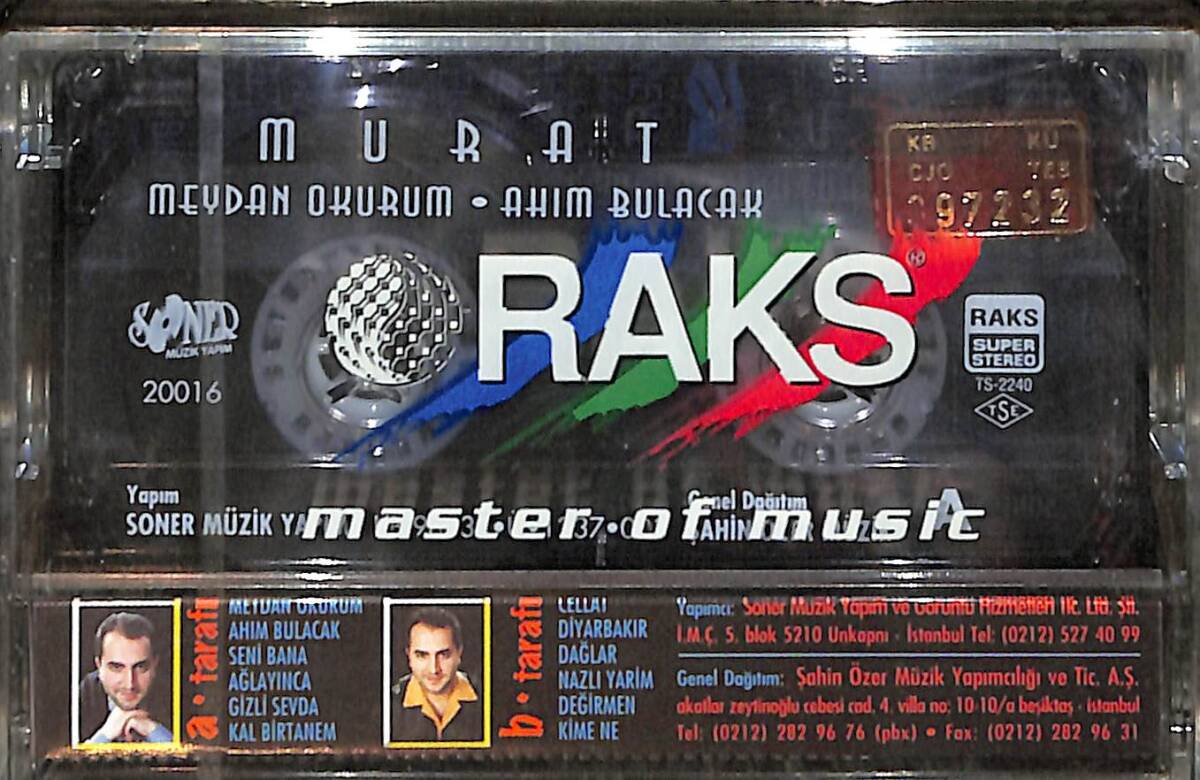 MURAT
MEYDAN OKURUM • AHIM BULACAK
097232
RAKS
SONER
MÜZİK YAPIM
20016
RAKS
SUPER
STEREO
TS-2240
TSE
Yapım
SONER MÜZİK
Genel Dağıtım
master of music
A
a • tarafı
MEYDAN OKURUM
AHIM BULACAK
SENİ BANA
AĞLAYINCA
GİZLİ SEVDA
KAL BİRTANEM
b • tarafı
CELLAT
DİYARBAKIR
DAĞLAR
NAZLI YARİM
DEĞİRMEN
KİME NE
Yapımcı: Soner Müzik Yapım ve Görüntü Hizmetleri Tic. Ltd. Şti.
İ.M.Ç. 5. blok 5210 Unkapnı - İstanbul Tel: (0212) 527 40 99
Genel Dağıtım: Şahin Özer Müzik Yapımcılığı ve Tic. A.Ş.
akatlar zeytinoğlu cebesi cad. 4. villa no: 10-10/a beşiktaş - istanbul
Tel: (0212) 282 96 76 (pbx) • Fax: (0212) 282 96 31